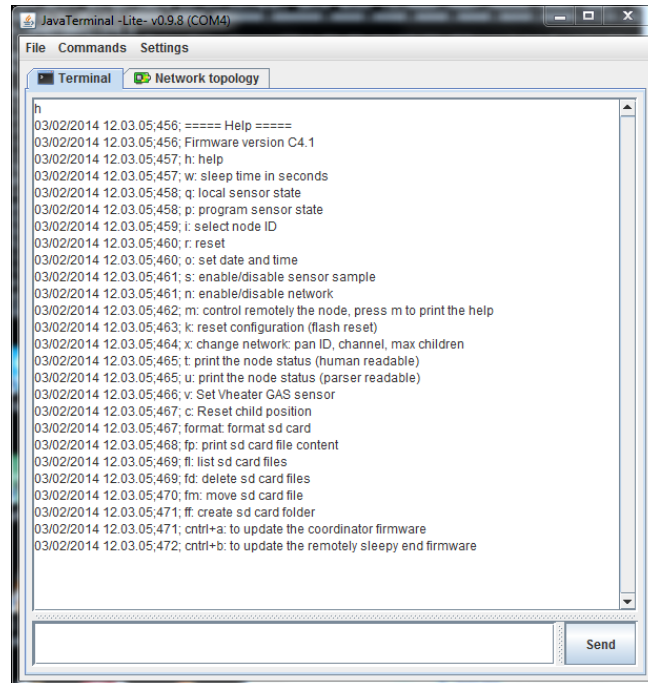 JavaTerminal -Lite- v0.9.8 (COM4)
File Commands Settings
Terminal Network topology
h
03/02/2014 12.03.05;456; ===== Help =====
03/02/2014 12.03.05;456; Firmware version C4.1
03/02/2014 12.03.05;457; h: help
03/02/2014 12.03.05;457; w: sleep time in seconds
03/02/2014 12.03.05;458; q: local sensor state
03/02/2014 12.03.05;458; p: program sensor state
03/02/2014 12.03.05;459; i: select node ID
03/02/2014 12.03.05;460; r: reset
03/02/2014 12.03.05;460; o: set date and time
03/02/2014 12.03.05;461; s: enable/disable sensor sample
03/02/2014 12.03.05;461; n: enable/disable network
03/02/2014 12.03.05;462; m: control remotely the node, press m to print the help
03/02/2014 12.03.05;463; k: reset configuration (flash reset)
03/02/2014 12.03.05;464; x: change network: pan ID, channel, max children
03/02/2014 12.03.05;465; t: print the node status (human readable)
03/02/2014 12.03.05;465; u: print the node status (parser readable)
03/02/2014 12.03.05;466; v: Set Vheater GAS sensor
03/02/2014 12.03.05;467; c: Reset child position
03/02/2014 12.03.05;467; format: format sd card
03/02/2014 12.03.05;468; fp: print sd card file content
03/02/2014 12.03.05;469; fl: list sd card files
03/02/2014 12.03.05;469; fd: delete sd card files
03/02/2014 12.03.05;470; fm: move sd card file
03/02/2014 12.03.05;471; ff: create sd card folder
03/02/2014 12.03.05;471; cntrl+a: to update the coordinator firmware
03/02/2014 12.03.05;472; cntrl+b: to update the remotely sleepy end firmware
Send